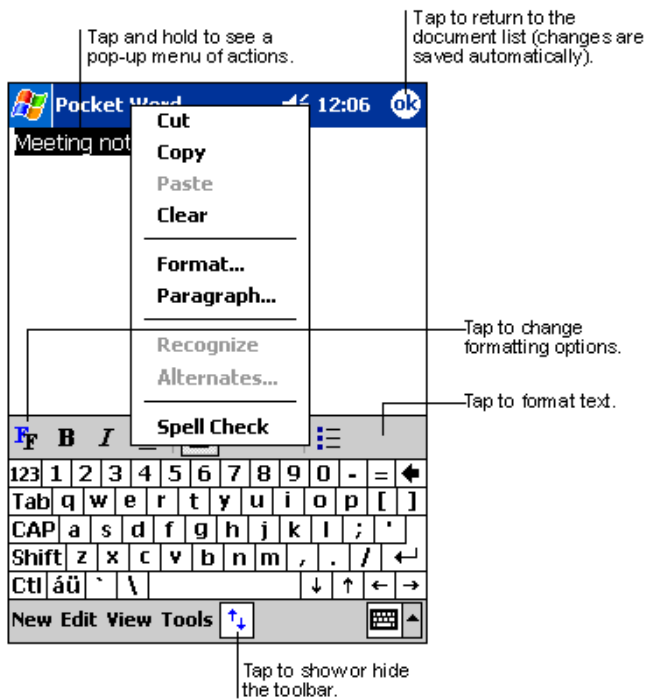 Tap to return to the
document list (changes are
saved automatically).
Tap and hold to see a
pop-up menu of actions.
Pocket Word 12:06 ok
Meeting not
Cut
Copy
Paste
Clear
Format...
Paragraph...
Recognize
Alternates...
Spell Check
Tap to change
formatting options.
Tap to format text.
FF B I
123 1 2 3 4 5 6 7 8 9 0 - =
Tab q w e r t y u i o p [ ]
CAP a s d f g h j k l ; '
Shift z x c v b n m , . / ↵
Ctl áü ` \ ↓ ↑ ← →
New Edit View Tools
Tap to show or hide
the toolbar.